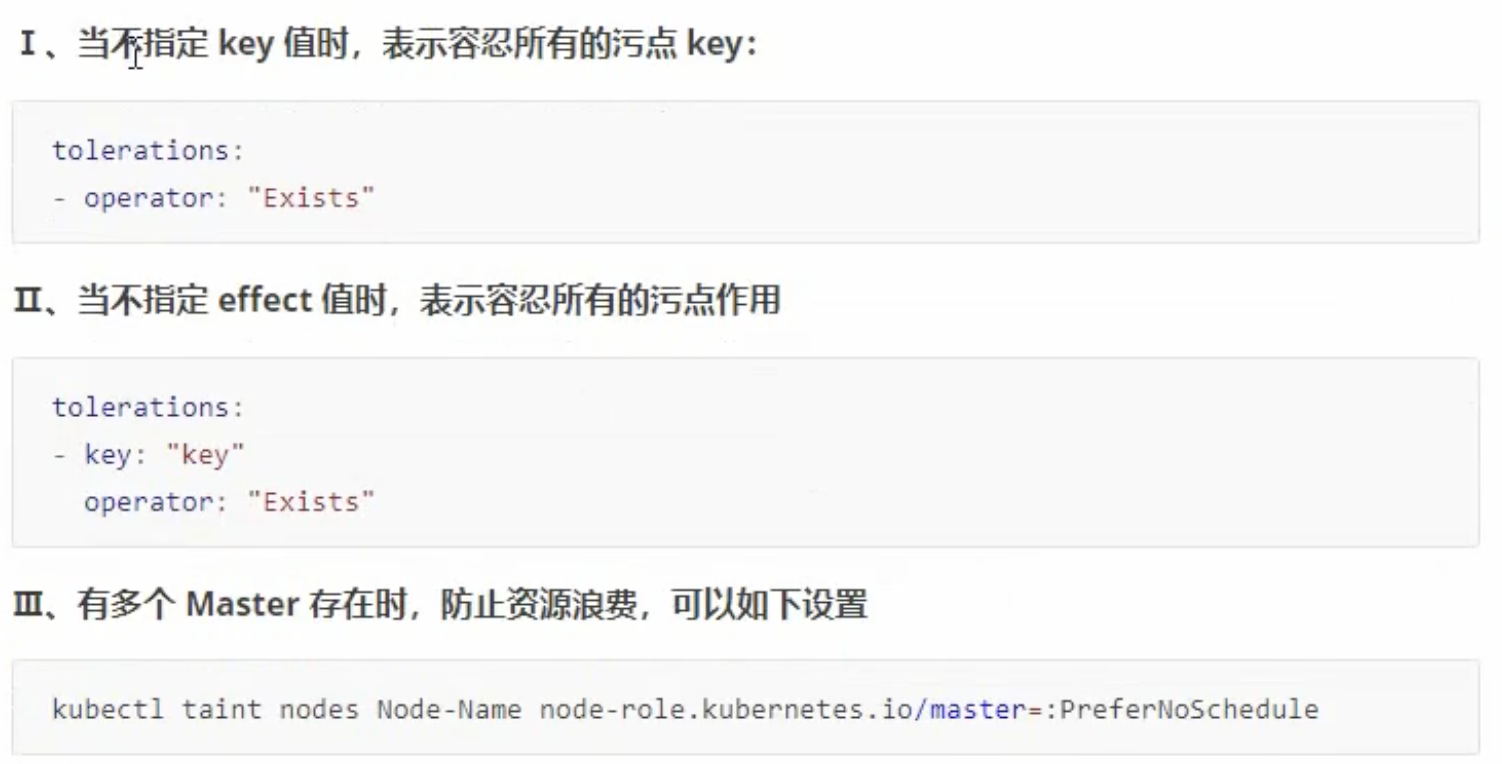 Ⅰ、当不指定 key 值时，表示容忍所有的污点 key：
tolerations:
- operator: "Exists"
Ⅱ、当不指定 effect 值时，表示容忍所有的污点作用
tolerations:
- key: "key"
  operator: "Exists"
Ⅲ、有多个 Master 存在时，防止资源浪费，可以如下设置
kubectl taint nodes Node-Name node-role.kubernetes.io/master=:PreferNoSchedule